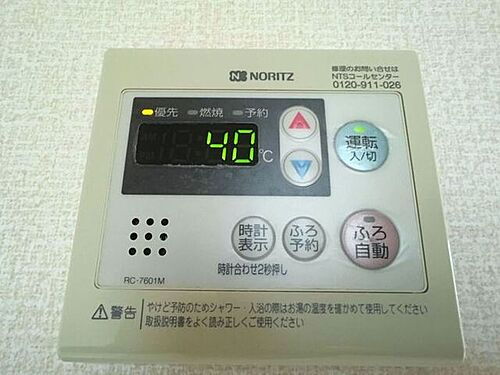 NORITZ
修理のお問い合せは
NTSコールセンター
0120-911-026
優先 燃焼 予約
40 ℃
運転
入/切
時計
表示
ふろ
予約
ふろ
自動
時計合わせ2秒押し
RC-7601M
警告
やけど予防のためシャワー・入浴の際はお湯の温度を確かめて使用してください
取扱説明書をよく読み正しくご使用ください